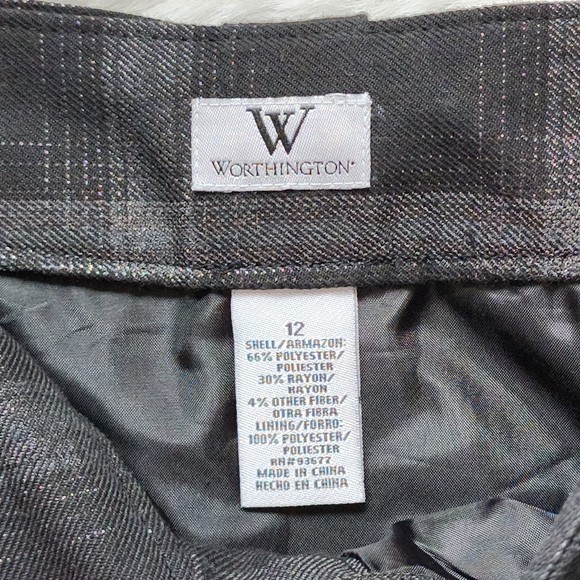 W
WORTHINGTON®
12
SHELL/ARMAZON:
66% POLYESTER/
POLIESTER
30% RAYON/
RAYON
4% OTHER FIBER/
OTRA FIBRA
LINING/FORRO:
100% POLYESTER/
POLIESTER
RN#93677
MADE IN CHINA
HECHO EN CHINA